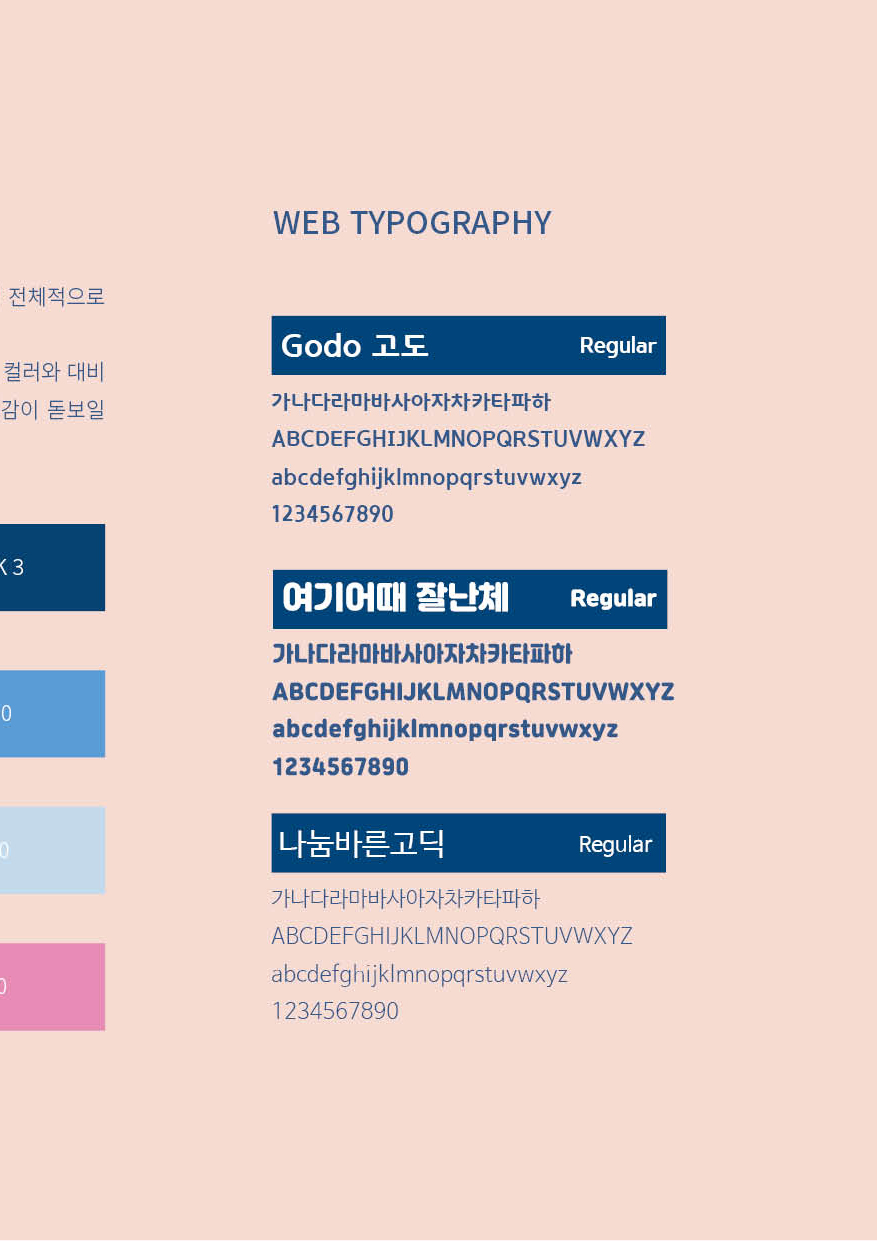 전체적으로
컬러와 대비
감이 돋보일
K 3
0
0
0
WEB TYPOGRAPHY
Godo 고도 Regular
가나다라마바사아자차카타파하
ABCDEFGHIJKLMNOPQRSTUVWXYZ
abcdefghijklmnopqrstuvwxyz
1234567890
여기어때 잘난체 Regular
가나다라마바사아자차카타파하
ABCDEFGHIJKLMNOPQRSTUVWXYZ
abcdefghijklmnopqrstuvwxyz
1234567890
나눔바른고딕 Regular
가나다라마바사아자차카타파하
ABCDEFGHIJKLMNOPQRSTUVWXYZ
abcdefghijklmnopqrstuvwxyz
1234567890